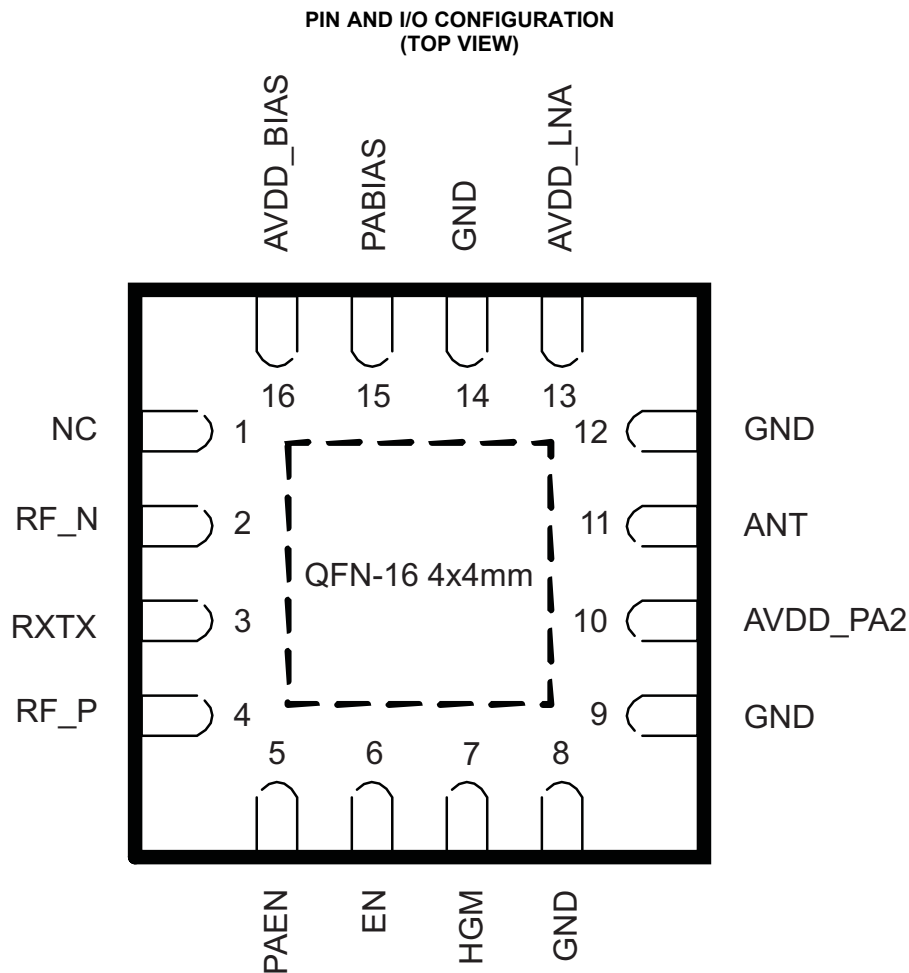 PIN AND I/O CONFIGURATION
(TOP VIEW)
AVDD_BIAS
PABIAS
GND
AVDD_LNA
16
15
14
13
NC
1
12
GND
RF_N
2
11
ANT
QFN-16 4x4mm
RXTX
3
10
AVDD_PA2
RF_P
4
9
GND
5
6
7
8
PAEN
EN
HGM
GND